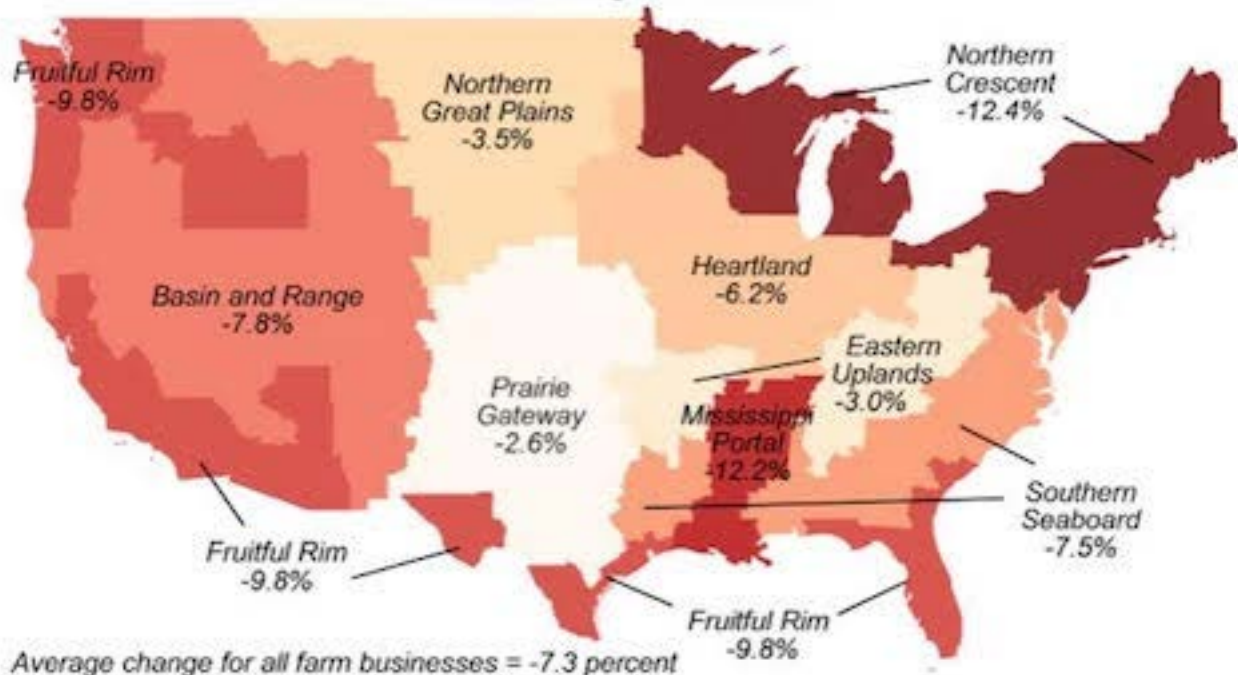 Fruitful Rim
-9.8%
Northern
Great Plains
-3.5%
Northern
Crescent
-12.4%
Heartland
-6.2%
Basin and Range
-7.8%
Eastern
Uplands
-3.0%
Prairie
Gateway
-2.6%
Mississippi
Portal
-12.2%
Southern
Seaboard
-7.5%
Fruitful Rim
-9.8%
Fruitful Rim
-9.8%
Average change for all farm businesses = -7.3 percent